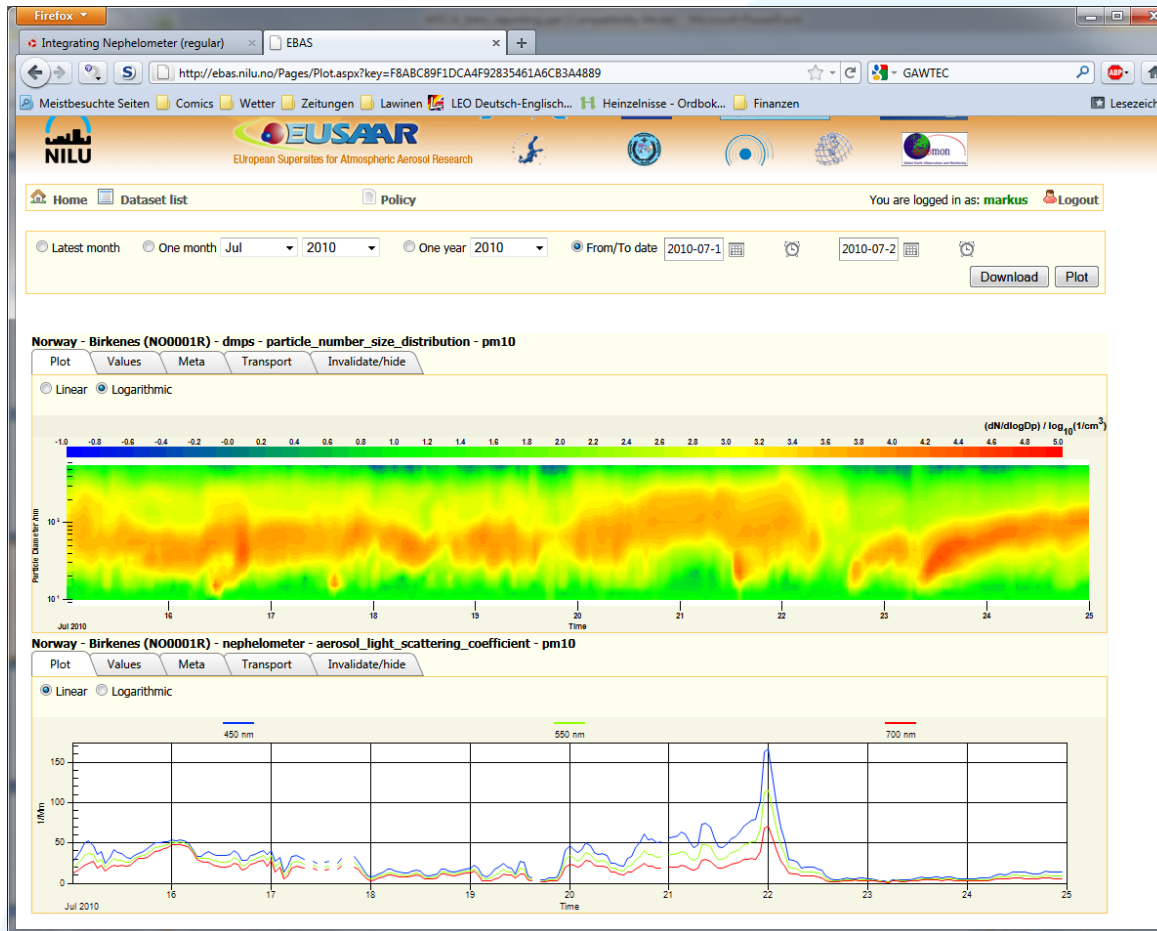 Firefox
Integrating Nephelometer (regular)
EBAS
http://ebas.nilu.no/Pages/Plot.aspx?key=F8ABC89F1DCA4F92835461A6CB3A4889
GAWTEC
ABP
Meistbesuchte Seiten Comics Wetter Zeitungen Lawinen LEO Deutsch-Englisch... Heinzelnisse - Ordbok... Finanzen Lesezeich
NILU
EUSAAR
EUropean Supersites for Atmospheric Aerosol Research
Home Dataset list Policy You are logged in as: markus Logout
Latest month One month Jul 2010 One year 2010 From/To date 2010-07-1 2010-07-2
Download Plot
Norway - Birkenes (NO0001R) - dmps - particle_number_size_distribution - pm10
Plot Values Meta Transport Invalidate/hide
Linear Logarithmic
(dN/dlogDp) / log10(1/cm3)
-1.0 -0.8 -0.6 -0.4 -0.2 -0.0 0.2 0.4 0.6 0.8 1.0 1.2 1.4 1.6 1.8 2.0 2.2 2.4 2.6 2.8 3.0 3.2 3.4 3.6 3.8 4.0 4.2 4.4 4.6 4.8 5.0
Particle Diameter /nm
10²
10¹
16 17 18 19 20 21 22 23 24 25
Jul 2010 Time
Norway - Birkenes (NO0001R) - nephelometer - aerosol_light_scattering_coefficient - pm10
Plot Values Meta Transport Invalidate/hide
Linear Logarithmic
450 nm 550 nm 700 nm
1/Mm
150
100
50
0
16 17 18 19 20 21 22 23 24 25
Jul 2010 Time